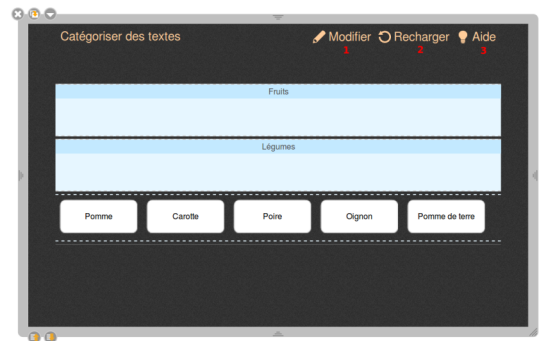 Catégoriser des textes Modifier Recharger Aide
1 2 3
Fruits
Légumes
Pomme Carotte Poire Oignon Pomme de terre